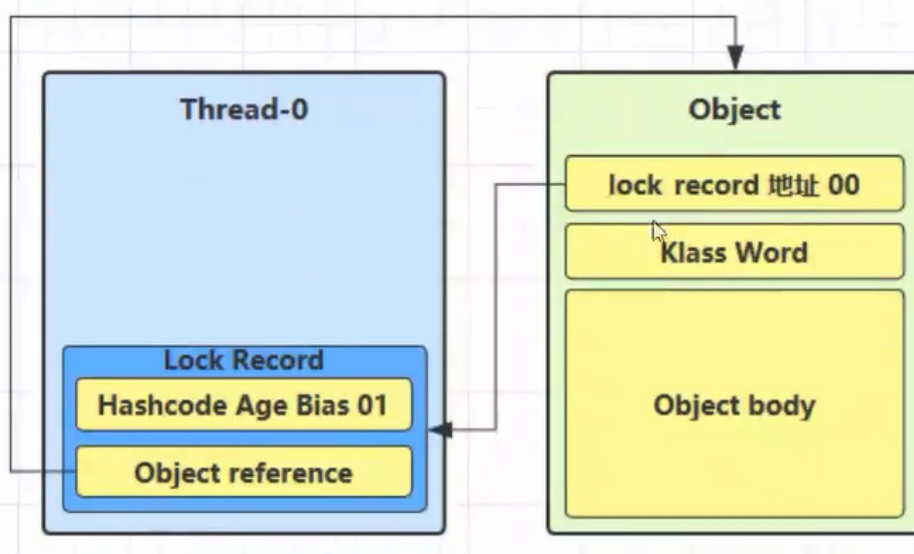 Thread-0
Lock Record
Hashcode Age Bias 01
Object reference
Object
lock record 地址 00
Klass Word
Object body